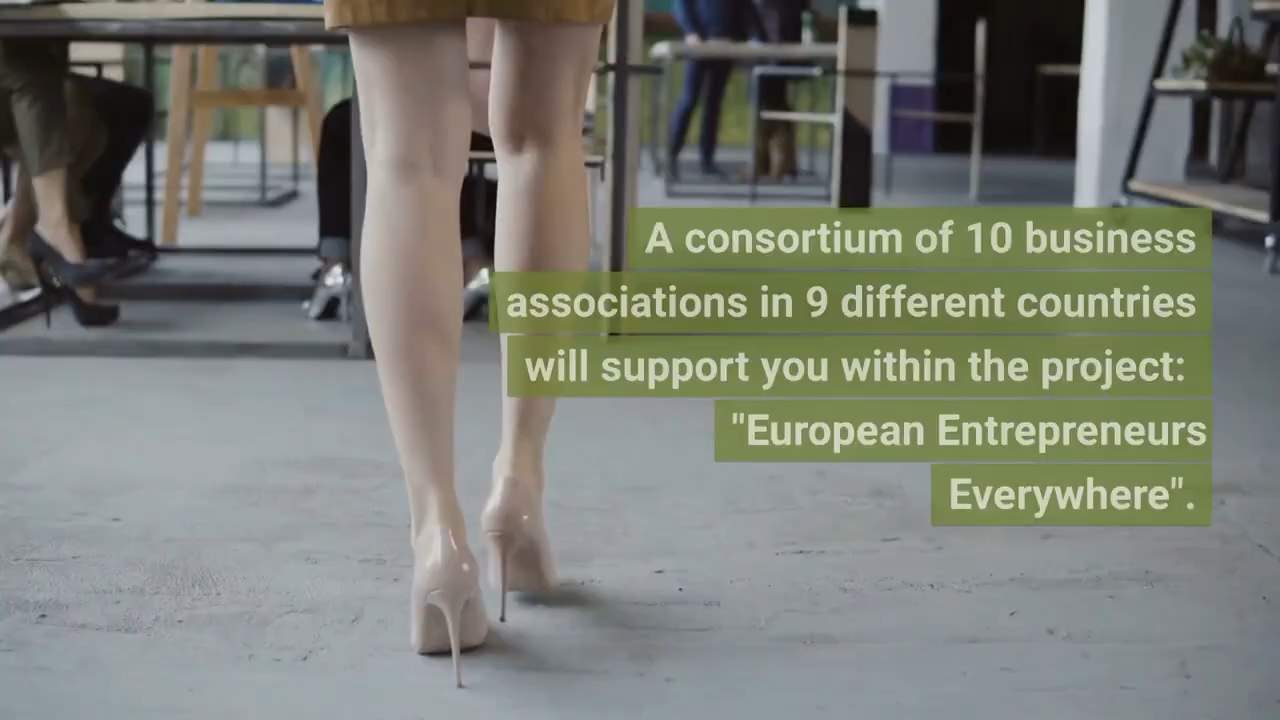 A consortium of 10 business
associations in 9 different countries
will support you within the project:
"European Entrepreneurs
Everywhere".